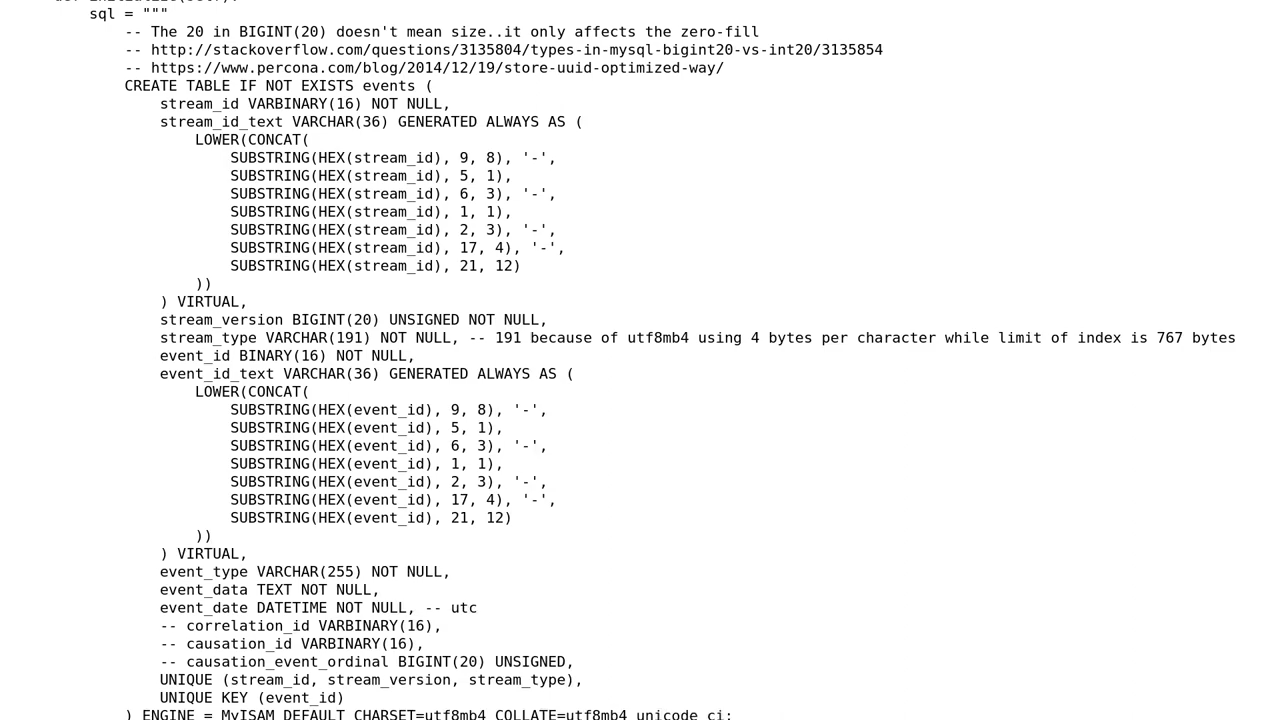 def initialize(self):
sql = """
-- The 20 in BIGINT(20) doesn't mean size..it only affects the zero-fill
-- http://stackoverflow.com/questions/3135804/types-in-mysql-bigint20-vs-int20/3135854
-- https://www.percona.com/blog/2014/12/19/store-uuid-optimized-way/
CREATE TABLE IF NOT EXISTS events (
stream_id VARBINARY(16) NOT NULL,
stream_id_text VARCHAR(36) GENERATED ALWAYS AS (
LOWER(CONCAT(
SUBSTRING(HEX(stream_id), 9, 8), '-',
SUBSTRING(HEX(stream_id), 5, 1),
SUBSTRING(HEX(stream_id), 6, 3), '-',
SUBSTRING(HEX(stream_id), 1, 1),
SUBSTRING(HEX(stream_id), 2, 3), '-',
SUBSTRING(HEX(stream_id), 17, 4), '-',
SUBSTRING(HEX(stream_id), 21, 12)
))
) VIRTUAL,
stream_version BIGINT(20) UNSIGNED NOT NULL,
stream_type VARCHAR(191) NOT NULL, -- 191 because of utf8mb4 using 4 bytes per character while limit of index is 767 bytes
event_id BINARY(16) NOT NULL,
event_id_text VARCHAR(36) GENERATED ALWAYS AS (
LOWER(CONCAT(
SUBSTRING(HEX(event_id), 9, 8), '-',
SUBSTRING(HEX(event_id), 5, 1),
SUBSTRING(HEX(event_id), 6, 3), '-',
SUBSTRING(HEX(event_id), 1, 1),
SUBSTRING(HEX(event_id), 2, 3), '-',
SUBSTRING(HEX(event_id), 17, 4), '-',
SUBSTRING(HEX(event_id), 21, 12)
))
) VIRTUAL,
event_type VARCHAR(255) NOT NULL,
event_data TEXT NOT NULL,
event_date DATETIME NOT NULL, -- utc
-- correlation_id VARBINARY(16),
-- causation_id VARBINARY(16),
-- causation_event_ordinal BIGINT(20) UNSIGNED,
UNIQUE (stream_id, stream_version, stream_type),
UNIQUE KEY (event_id)
) ENGINE = MyISAM DEFAULT CHARSET=utf8mb4 COLLATE=utf8mb4_unicode_ci;